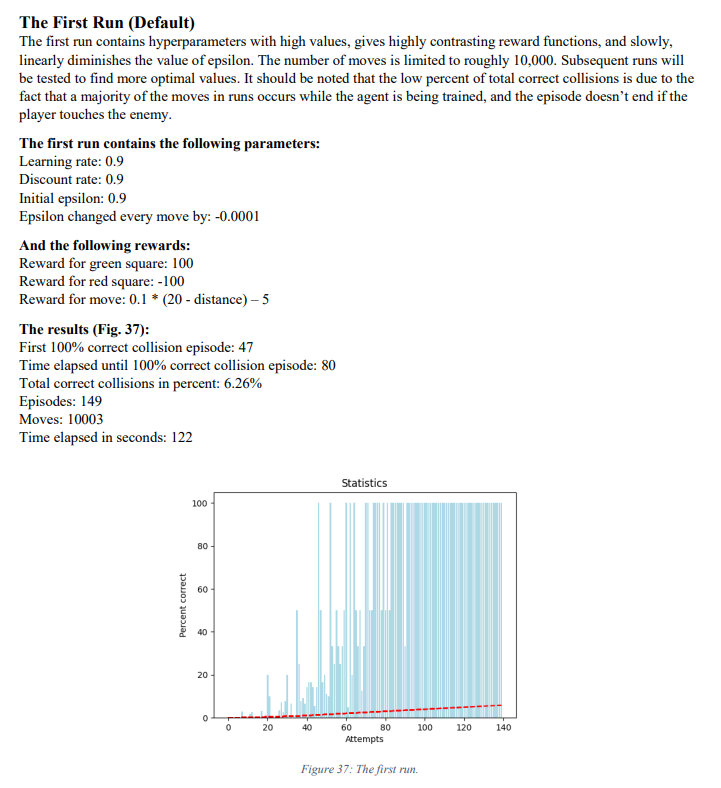 The First Run (Default)
The first run contains hyperparameters with high values, gives highly contrasting reward functions, and slowly,
linearly diminishes the value of epsilon. The number of moves is limited to roughly 10,000. Subsequent runs will
be tested to find more optimal values. It should be noted that the low percent of total correct collisions is due to the
fact that a majority of the moves in runs occurs while the agent is being trained, and the episode doesn’t end if the
player touches the enemy.
The first run contains the following parameters:
Learning rate: 0.9
Discount rate: 0.9
Initial epsilon: 0.9
Epsilon changed every move by: -0.0001
And the following rewards:
Reward for green square: 100
Reward for red square: -100
Reward for move: 0.1 * (20 - distance) – 5
The results (Fig. 37):
First 100% correct collision episode: 47
Time elapsed until 100% correct collision episode: 80
Total correct collisions in percent: 6.26%
Episodes: 149
Moves: 10003
Time elapsed in seconds: 122
Statistics
100
80
60
40
20
0
Percent correct
0 20 40 60 80 100 120 140
Attempts
Figure 37: The first run.